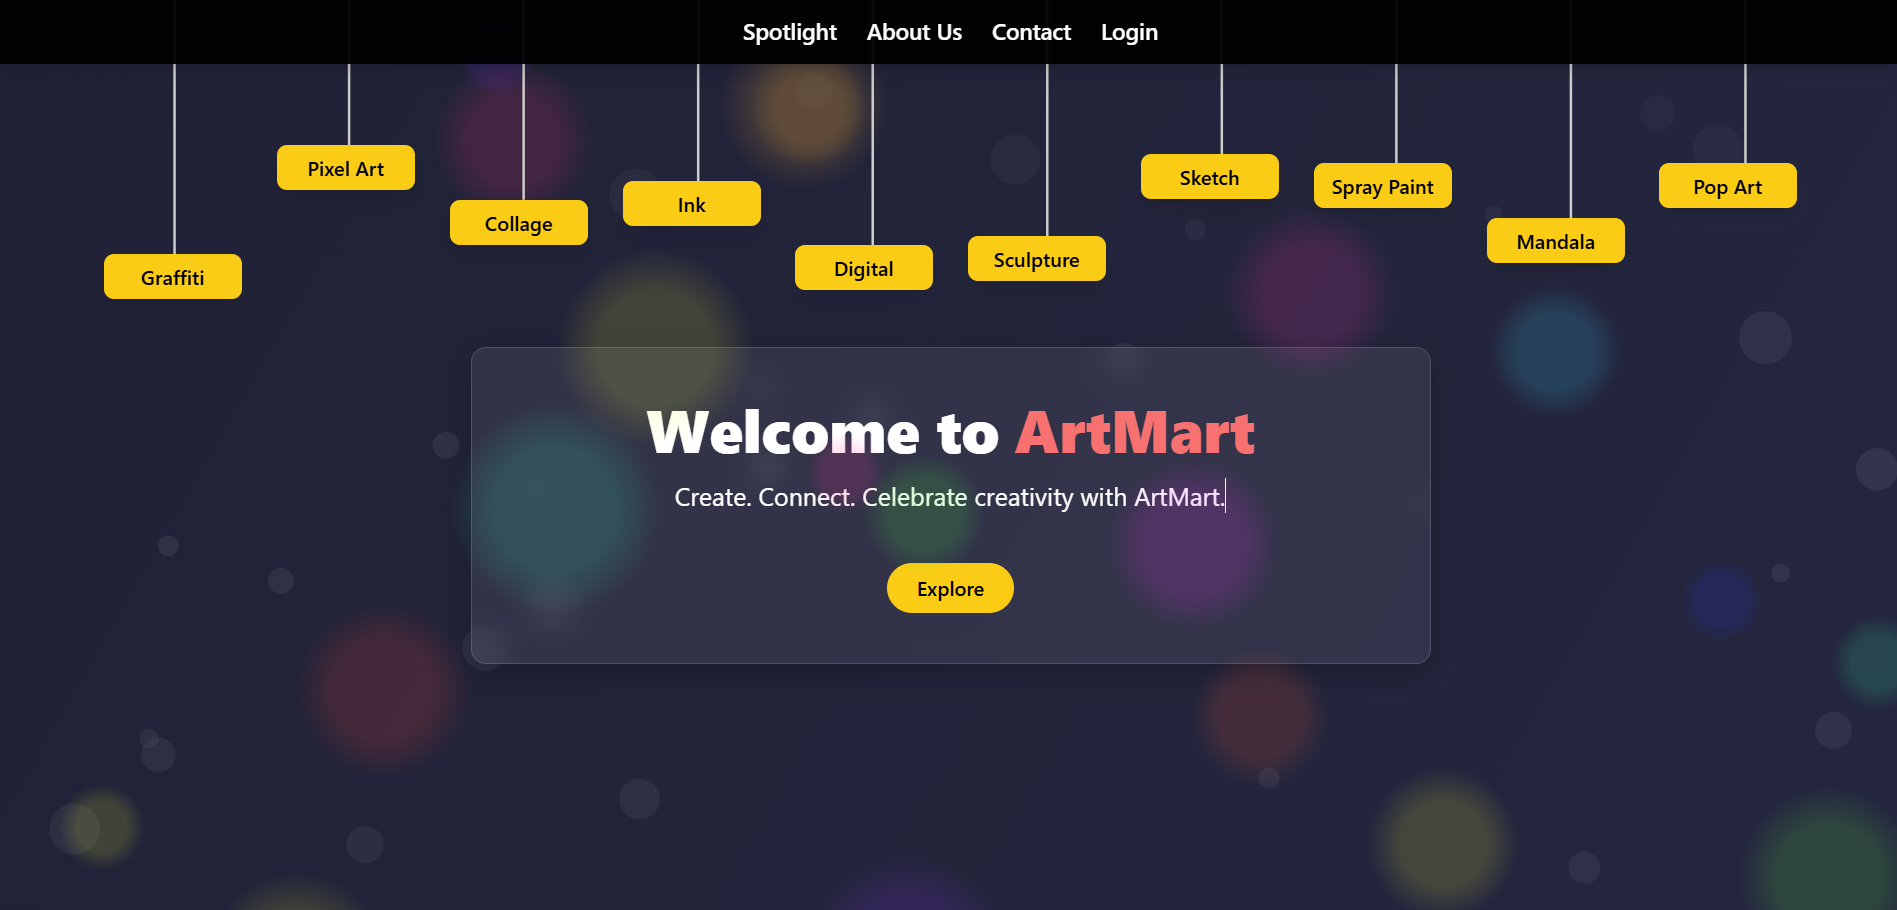 Spotlight About Us Contact Login
Graffiti
Pixel Art
Collage
Ink
Digital
Sculpture
Sketch
Spray Paint
Mandala
Pop Art
Welcome to ArtMart
Create. Connect. Celebrate creativity with ArtMart.
Explore